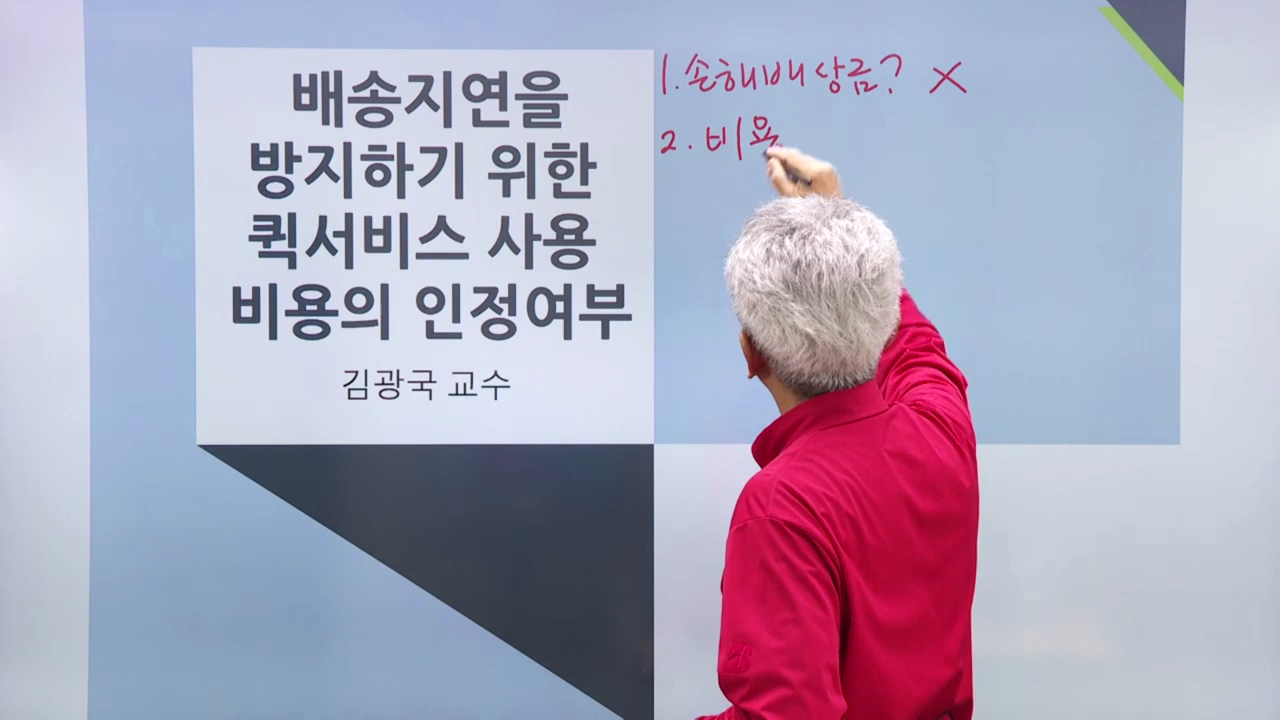 배송지연을
방지하기 위한
퀵서비스 사용
비용의 인정여부
김광국 교수
1. 손해배상금? X
2. 비용